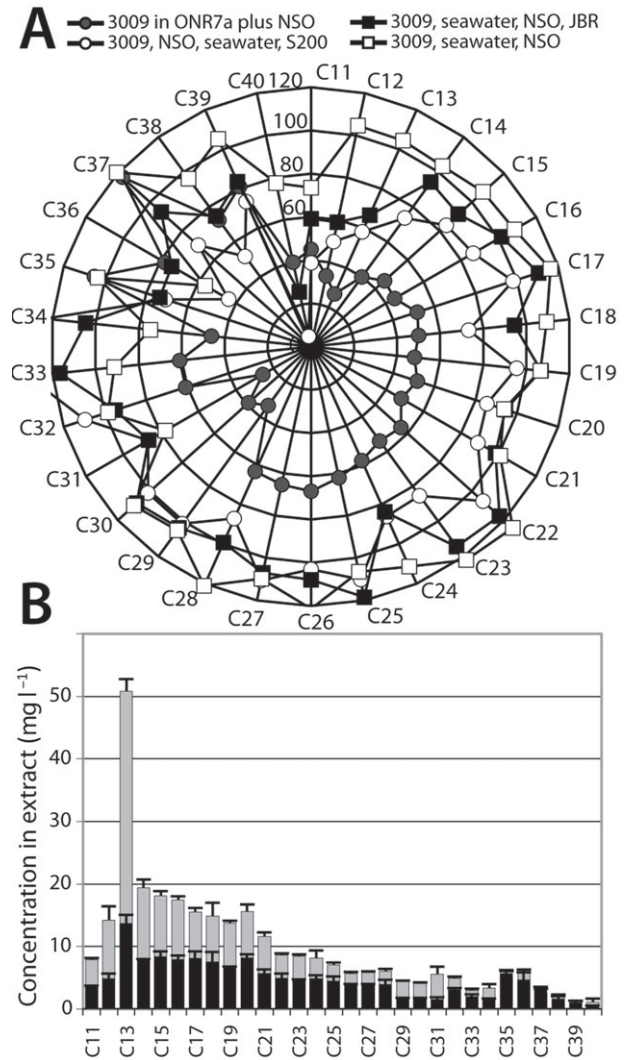 A
3009 in ONR7a plus NSO
3009, seawater, NSO, JBR
3009, NSO, seawater, S200
3009, seawater, NSO
C40 120 C11
C39 C12
C38 C13
C37 C14
C36 C15
C35 C16
C34 C17
C33 C18
C32 C19
C31 C20
C30 C21
C29 C22
C28 C23
C27 C24
C26 C25
100
80
60
B
Concentration in extract (mg l⁻¹)
50
40
30
20
10
0
C11 C13 C15 C17 C19 C21 C23 C25 C27 C29 C31 C33 C35 C37 C39